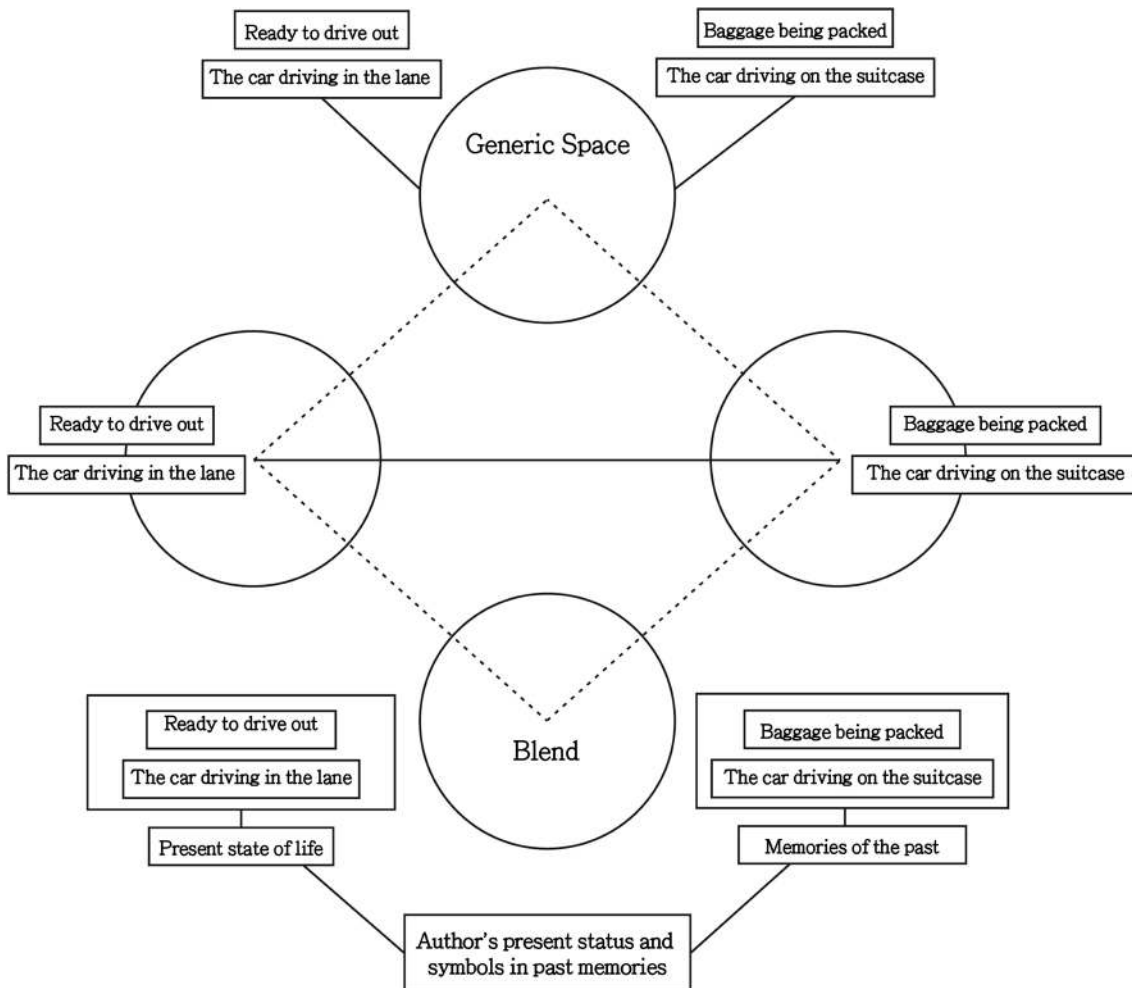 Ready to drive out
The car driving in the lane
Baggage being packed
The car driving on the suitcase
Generic Space
Ready to drive out
The car driving in the lane
Baggage being packed
The car driving on the suitcase
Blend
Ready to drive out
The car driving in the lane
Present state of life
Baggage being packed
The car driving on the suitcase
Memories of the past
Author's present status and
symbols in past memories